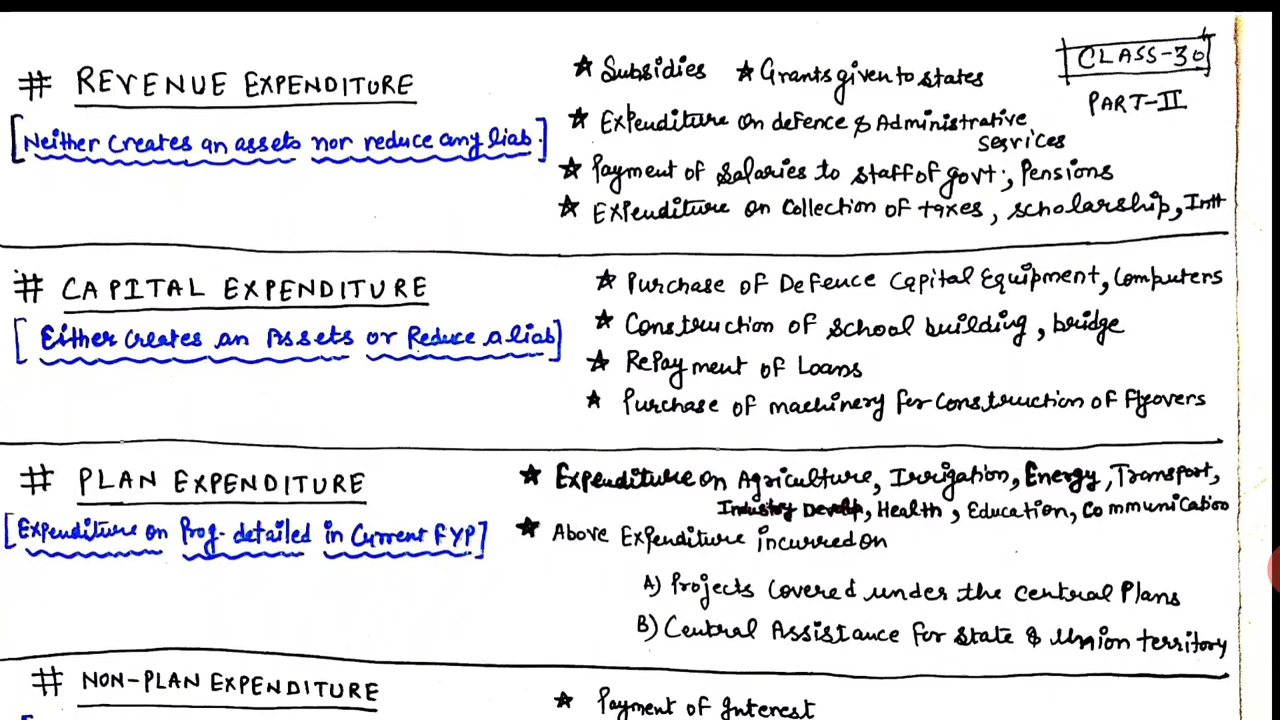 # REVENUE EXPENDITURE
[Neither creates an assets nor reduce any liab.]
★ Subsidies ★ Grants given to states
CLASS-30
PART-II
★ Expenditure on defence & Administrative
services
★ Payment of salaries to staff of govt., Pensions
★ Expenditure on collection of taxes, scholarship, Intt
# CAPITAL EXPENDITURE
[Either creates an Assets or Reduce a liab]
★ Purchase of Defence Capital Equipment, Computers
★ Construction of school building, bridge
★ Repayment of Loans
★ Purchase of machinery for construction of flyovers
# PLAN EXPENDITURE
[Expenditure on Prog. detailed in Current FYP]
★ Expenditure on Agriculture, Irrigation, Energy, Transport,
Industry Develp, Health, Education, Communication
★ Above Expenditure incurred on
A) Projects covered under the central Plans
B) Central Assistance for state & Union territory
# NON-PLAN EXPENDITURE
★ Payment of Interest